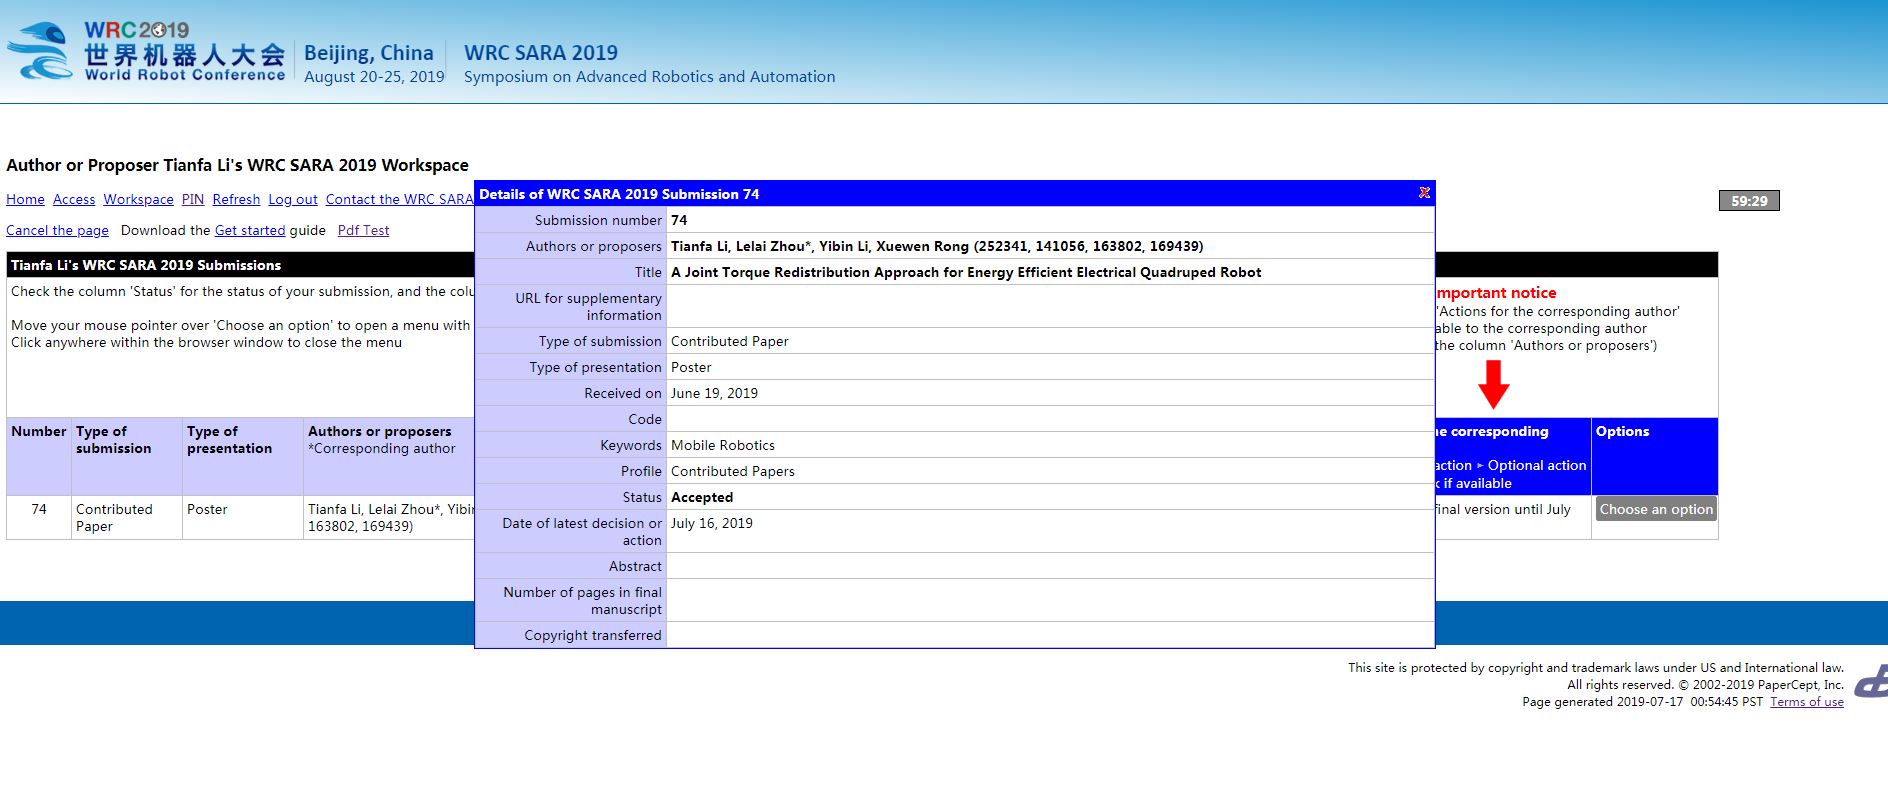 WRC2019
世界机器人大会
World Robot Conference
Beijing, China
August 20-25, 2019
WRC SARA 2019
Symposium on Advanced Robotics and Automation
Author or Proposer Tianfa Li's WRC SARA 2019 Workspace
Home Access Workspace PIN Refresh Log out Contact the WRC SARA
59:29
Cancel the page Download the Get started guide Pdf Test
Tianfa Li's WRC SARA 2019 Submissions
Check the column 'Status' for the status of your submission, and the colu
Move your mouse pointer over 'Choose an option' to open a menu with
Click anywhere within the browser window to close the menu
mportant notice
'Actions for the corresponding author'
able to the corresponding author
the column 'Authors or proposers')
Number
Type of
submission
Type of
presentation
Authors or proposers
*Corresponding author
e corresponding
action ► Optional action
k if available
Options
74
Contributed
Paper
Poster
Tianfa Li, Lelai Zhou*, Yibin
163802, 169439)
final version until July
Choose an option
Details of WRC SARA 2019 Submission 74
Submission number 74
Authors or proposers Tianfa Li, Lelai Zhou*, Yibin Li, Xuewen Rong (252341, 141056, 163802, 169439)
Title A Joint Torque Redistribution Approach for Energy Efficient Electrical Quadruped Robot
URL for supplementary
information
Type of submission Contributed Paper
Type of presentation Poster
Received on June 19, 2019
Code
Keywords Mobile Robotics
Profile Contributed Papers
Status Accepted
Date of latest decision or
action
July 16, 2019
Abstract
Number of pages in final
manuscript
Copyright transferred
This site is protected by copyright and trademark laws under US and International law.
All rights reserved. © 2002-2019 PaperCept, Inc.
Page generated 2019-07-17 00:54:45 PST Terms of use